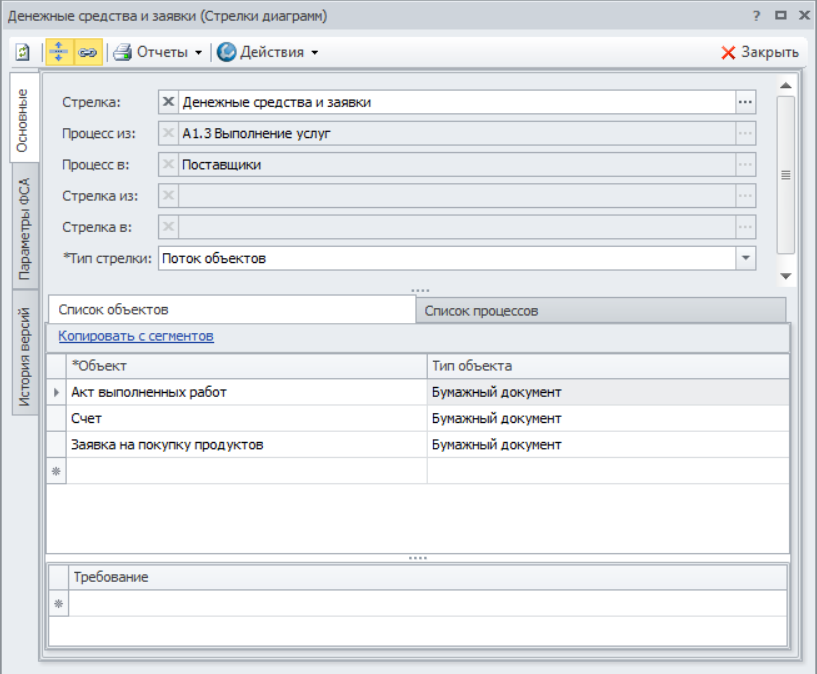 Денежные средства и заявки (Стрелки диаграмм)
Отчеты
Действия
Закрыть
Основные
Параметры ФСА
История версий
Стрелка: Денежные средства и заявки
Процесс из: A1.3 Выполнение услуг
Процесс в: Поставщики
Стрелка из:
Стрелка в:
*Тип стрелки: Поток объектов
Список объектов
Список процессов
Копировать с сегментов
*Объект Тип объекта
Акт выполненных работ Бумажный документ
Счет Бумажный документ
Заявка на покупку продуктов Бумажный документ
Требование